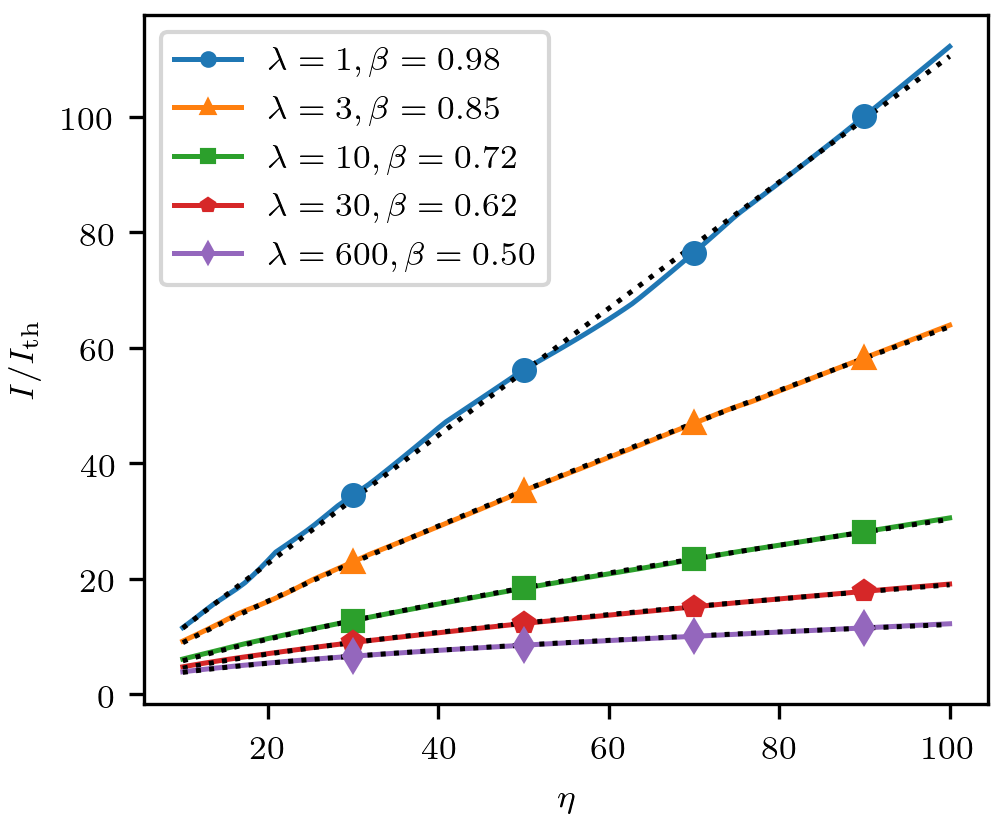 λ = 1, β = 0.98
λ = 3, β = 0.85
λ = 10, β = 0.72
λ = 30, β = 0.62
λ = 600, β = 0.50
100
80
60
40
20
0
I/I_th
20 40 60 80 100
η